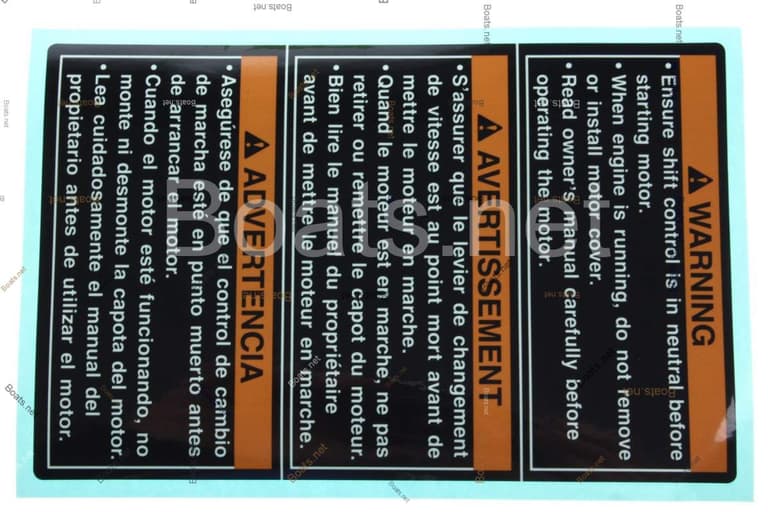 ⚠ WARNING
• Ensure shift control is in neutral before
starting motor.
• When engine is running, do not remove
or install motor cover.
• Read owner's manual carefully before
operating the motor.
⚠ AVERTISSEMENT
• S'assurer que le levier de changement
de vitesse est au point mort avant de
mettre le moteur en marche.
• Quand le moteur est en marche, ne pas
retirer ou remettre le capot du moteur.
• Bien lire le manuel du propriétaire
avant de mettre le moteur en marche.
⚠ ADVERTENCIA
• Asegúrese de que el control de cambio
de marcha esté en punto muerto antes
de arrancar el motor.
• Cuando el motor esté funcionando, no
monte ni desmonte la capota del motor.
• Lea cuidadosamente el manual del
propietario antes de utilizar el motor.
Boats.net